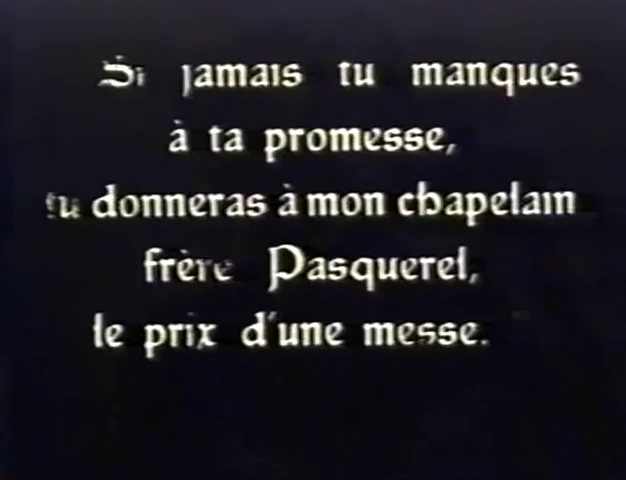 Si jamais tu manques
à ta promesse,
tu donneras à mon chapelain
frère Pasquerel,
le prix d'une messe.